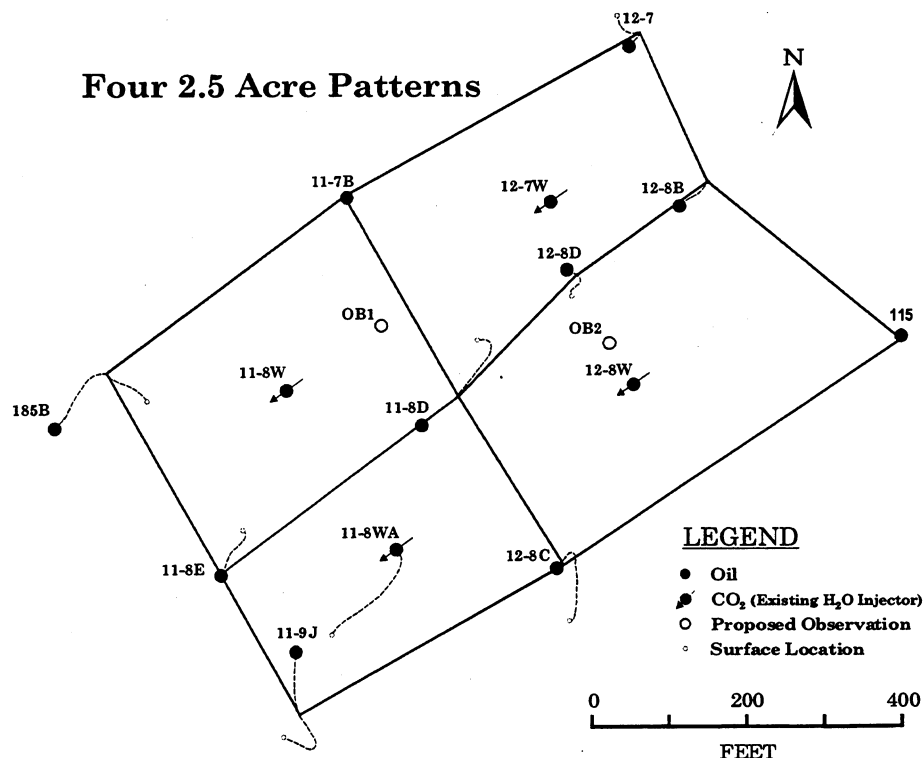 12-7
N
Four 2.5 Acre Patterns
11-7B
12-7W
12-8B
12-8D
OB1
115
OB2
11-8W
12-8W
185B
11-8D
11-8WA
12-8C
11-8E
LEGEND
Oil
CO₂ (Existing H₂O Injector)
Proposed Observation
Surface Location
11-9J
0 200 400
FEET